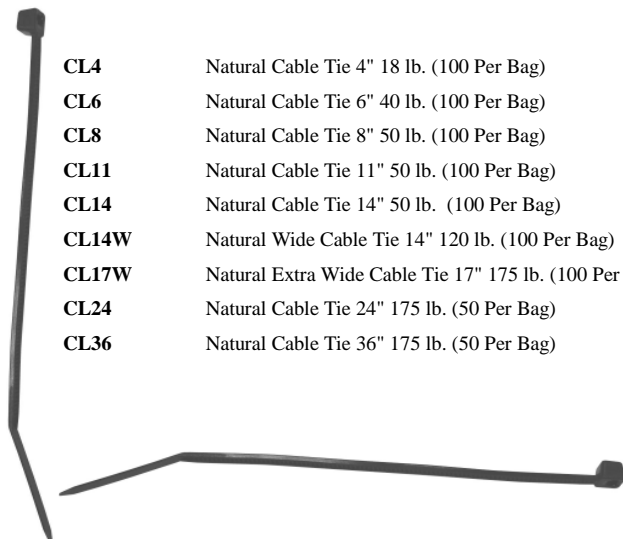 CL4 Natural Cable Tie 4" 18 lb. (100 Per Bag)
CL6 Natural Cable Tie 6" 40 lb. (100 Per Bag)
CL8 Natural Cable Tie 8" 50 lb. (100 Per Bag)
CL11 Natural Cable Tie 11" 50 lb. (100 Per Bag)
CL14 Natural Cable Tie 14" 50 lb. (100 Per Bag)
CL14W Natural Wide Cable Tie 14" 120 lb. (100 Per Bag)
CL17W Natural Extra Wide Cable Tie 17" 175 lb. (100 Per
CL24 Natural Cable Tie 24" 175 lb. (50 Per Bag)
CL36 Natural Cable Tie 36" 175 lb. (50 Per Bag)